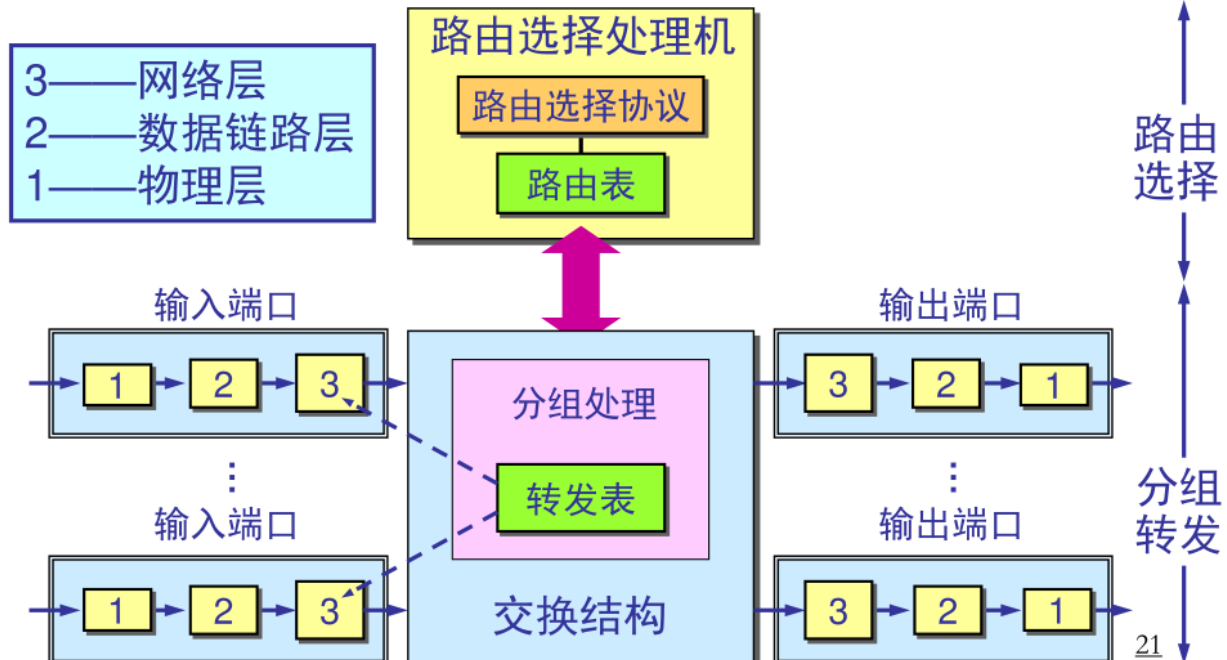 3——网络层
2——数据链路层
1——物理层
路由选择处理机
路由选择协议
路由表
路由
选择
输入端口
1
2
3
输出端口
3
2
1
分组处理
转发表
⋮
⋮
分组
转发
输入端口
1
2
3
输出端口
3
2
1
交换结构
21